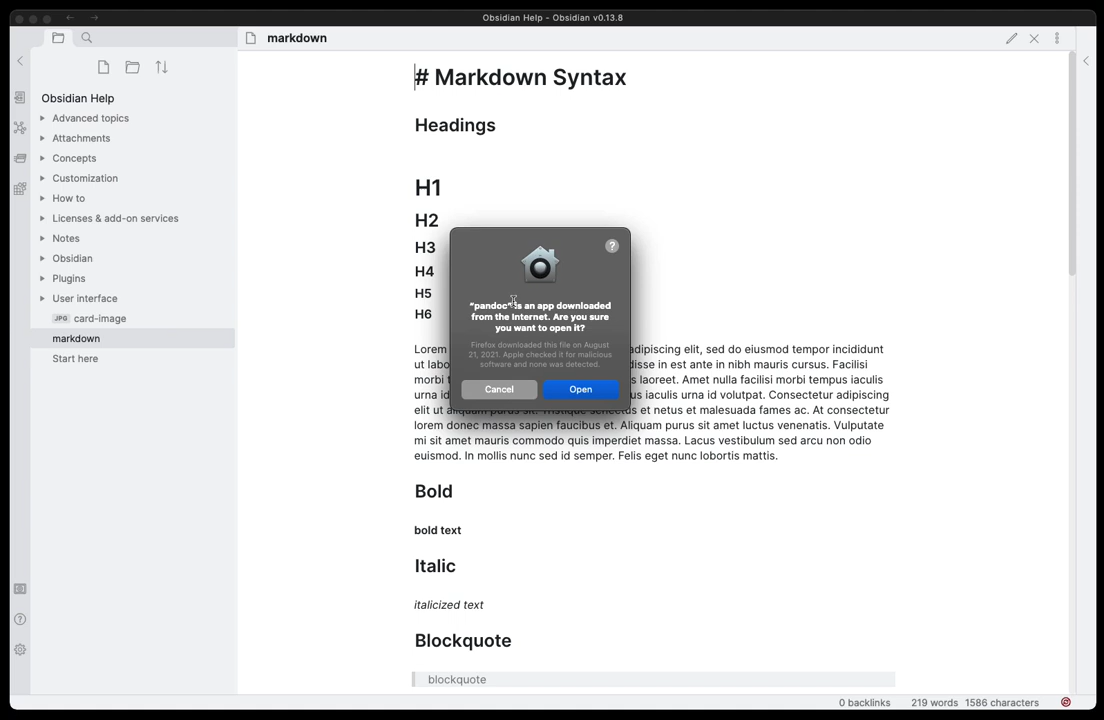 Obsidian Help - Obsidian v0.13.8
markdown
Obsidian Help
Advanced topics
Attachments
Concepts
Customization
How to
Licenses & add-on services
Notes
Obsidian
Plugins
User interface
JPG card-image
markdown
Start here
# Markdown Syntax
Headings
H1
H2
H3
H4
H5
H6
Lorem adipiscing elit, sed do eiusmod tempor incididunt
ut labo disse in est ante in nibh mauris cursus. Facilisi
morbi t s laoreet. Amet nulla facilisi morbi tempus iaculis
urna id us iaculis urna id volutpat. Consectetur adipiscing
elit ut aliquam purus sit. Tristique senectus et netus et malesuada fames ac. At consectetur
lorem donec massa sapien faucibus et. Aliquam purus sit amet luctus venenatis. Vulputate
mi sit amet mauris commodo quis imperdiet massa. Lacus vestibulum sed arcu non odio
euismod. In mollis nunc sed id semper. Felis eget nunc lobortis mattis.
Bold
bold text
Italic
italicized text
Blockquote
blockquote
?
“pandoc” is an app downloaded
from the Internet. Are you sure
you want to open it?
Firefox downloaded this file on August
21, 2021. Apple checked it for malicious
software and none was detected.
Cancel Open
0 backlinks 219 words 1586 characters